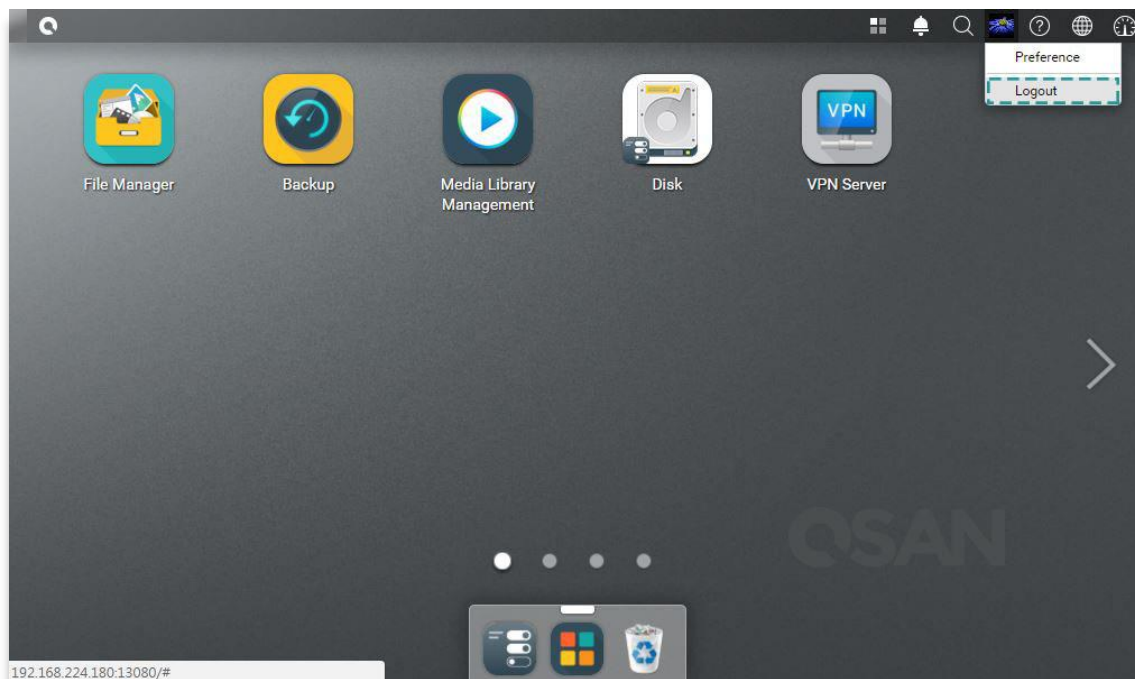 Preference
Logout
VPN
File Manager
Backup
Media Library
Management
Disk
VPN Server
QSAN
192.168.224.180:13080/#